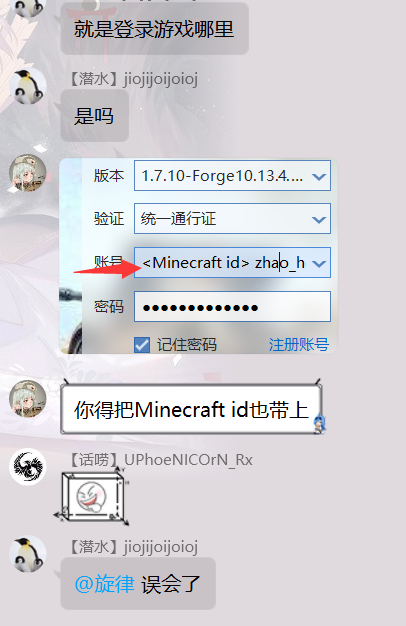 就是登录游戏哪里
【潜水】jiojijoijoioj
是吗
版本 1.7.10-Forge10.13.4....
验证 统一通行证
账号 <Minecraft id> zhao_h
密码 •••••••••••••
记住密码 注册账号
你得把Minecraft id也带上
【话唠】UPhoeNICOrN_Rx
【潜水】jiojijoijoioj
@旋律 误会了